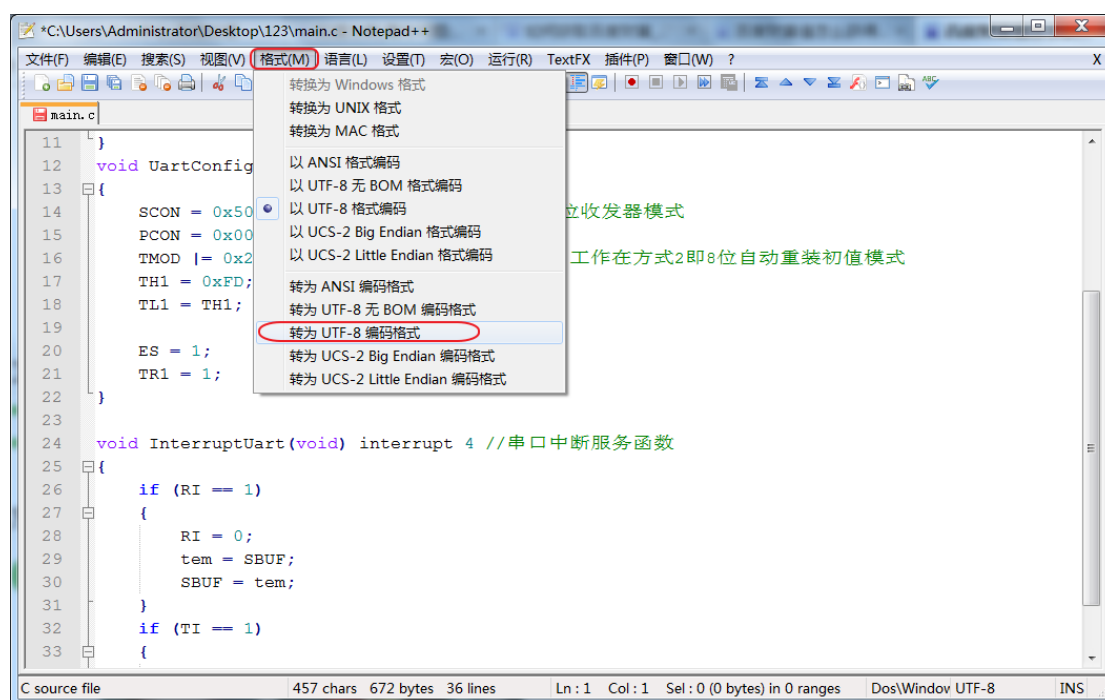 *C:\Users\Administrator\Desktop\123\main.c - Notepad++
文件(F) 编辑(E) 搜索(S) 视图(V) 格式(M) 语言(L) 设置(T) 宏(O) 运行(R) TextFX 插件(P) 窗口(W) ? X
main.c
转换为 Windows 格式
转换为 UNIX 格式
转换为 MAC 格式
以 ANSI 格式编码
以 UTF-8 无 BOM 格式编码
以 UTF-8 格式编码
以 UCS-2 Big Endian 格式编码
以 UCS-2 Little Endian 格式编码
转为 ANSI 编码格式
转为 UTF-8 无 BOM 编码格式
转为 UTF-8 编码格式
转为 UCS-2 Big Endian 编码格式
转为 UCS-2 Little Endian 编码格式
11 }
12 void UartConfig
13 {
14 SCON = 0x50 位收发器模式
15 PCON = 0x00
16 TMOD |= 0x2 工作在方式2即8位自动重装初值模式
17 TH1 = 0xFD;
18 TL1 = TH1;
19
20 ES = 1;
21 TR1 = 1;
22 }
23
24 void InterruptUart(void) interrupt 4 //串口中断服务函数
25 {
26 if (RI == 1)
27 {
28 RI = 0;
29 tem = SBUF;
30 SBUF = tem;
31 }
32 if (TI == 1)
33 {
C source file 457 chars 672 bytes 36 lines Ln : 1 Col : 1 Sel : 0 (0 bytes) in 0 ranges Dos\Windov UTF-8 INS